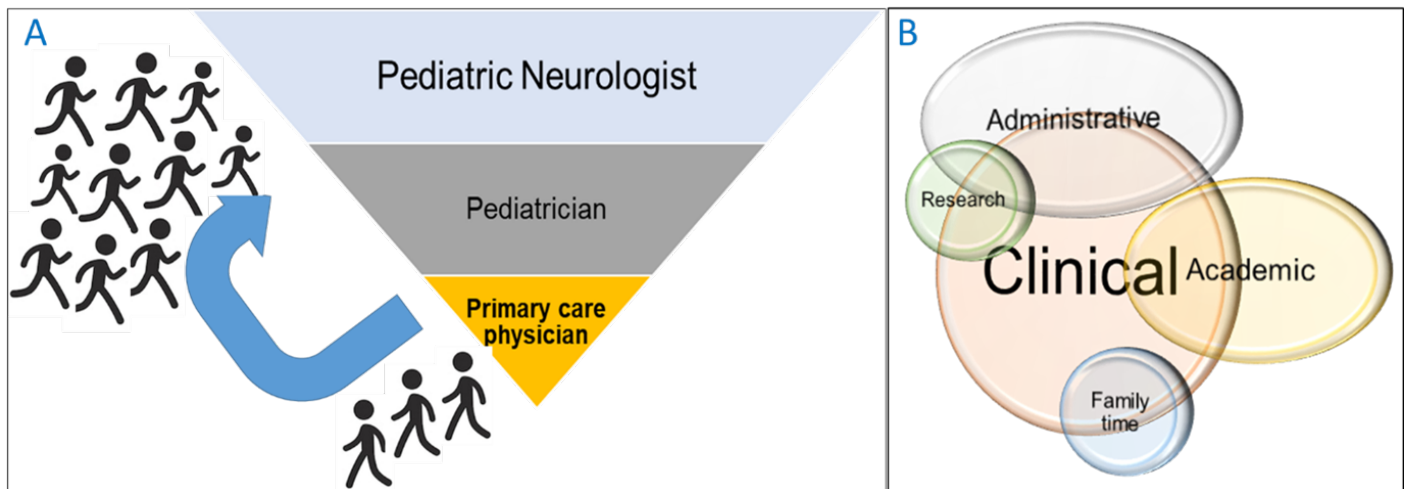 A
Pediatric Neurologist
Pediatrician
Primary care
physician
B
Administrative
Research
Clinical
Academic
Family
time